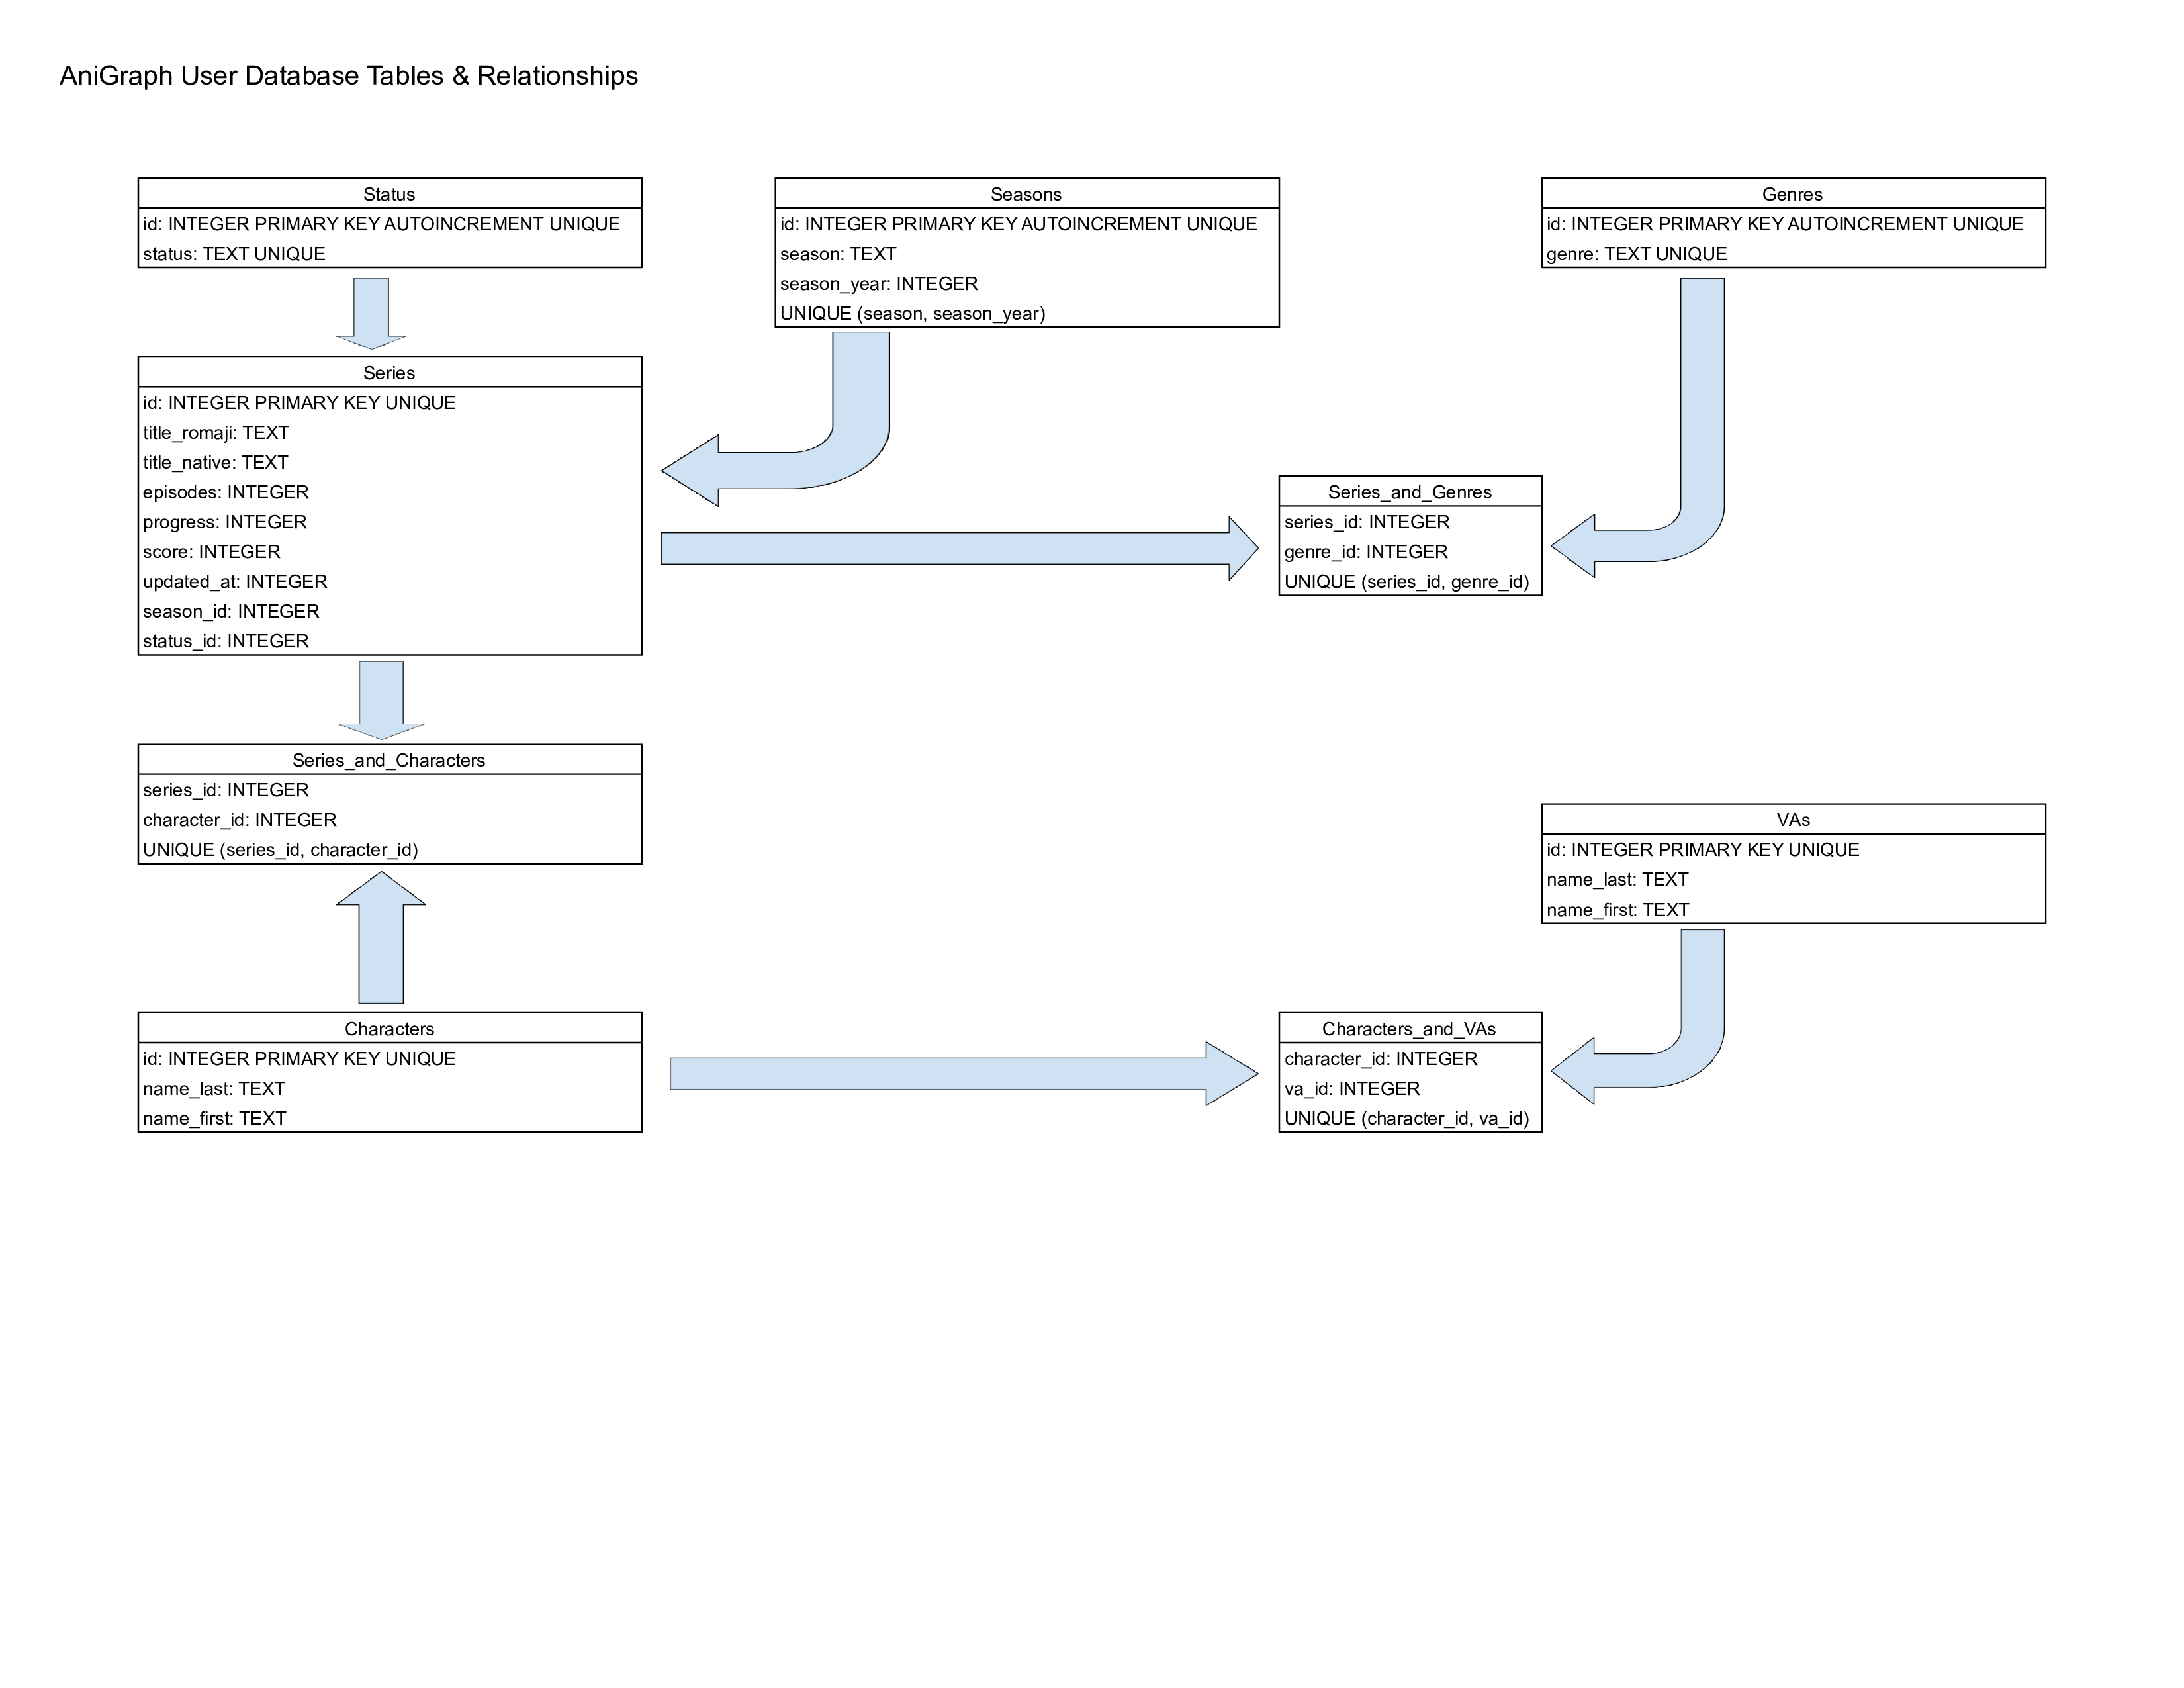 AniGraph User Database Tables & Relationships
Status
id: INTEGER PRIMARY KEY AUTOINCREMENT UNIQUE
status: TEXT UNIQUE
Seasons
id: INTEGER PRIMARY KEY AUTOINCREMENT UNIQUE
season: TEXT
season_year: INTEGER
UNIQUE (season, season_year)
Genres
id: INTEGER PRIMARY KEY AUTOINCREMENT UNIQUE
genre: TEXT UNIQUE
Series
id: INTEGER PRIMARY KEY UNIQUE
title_romaji: TEXT
title_native: TEXT
episodes: INTEGER
progress: INTEGER
score: INTEGER
updated_at: INTEGER
season_id: INTEGER
status_id: INTEGER
Series_and_Genres
series_id: INTEGER
genre_id: INTEGER
UNIQUE (series_id, genre_id)
Series_and_Characters
series_id: INTEGER
character_id: INTEGER
UNIQUE (series_id, character_id)
VAs
id: INTEGER PRIMARY KEY UNIQUE
name_last: TEXT
name_first: TEXT
Characters
id: INTEGER PRIMARY KEY UNIQUE
name_last: TEXT
name_first: TEXT
Characters_and_VAs
character_id: INTEGER
va_id: INTEGER
UNIQUE (character_id, va_id)